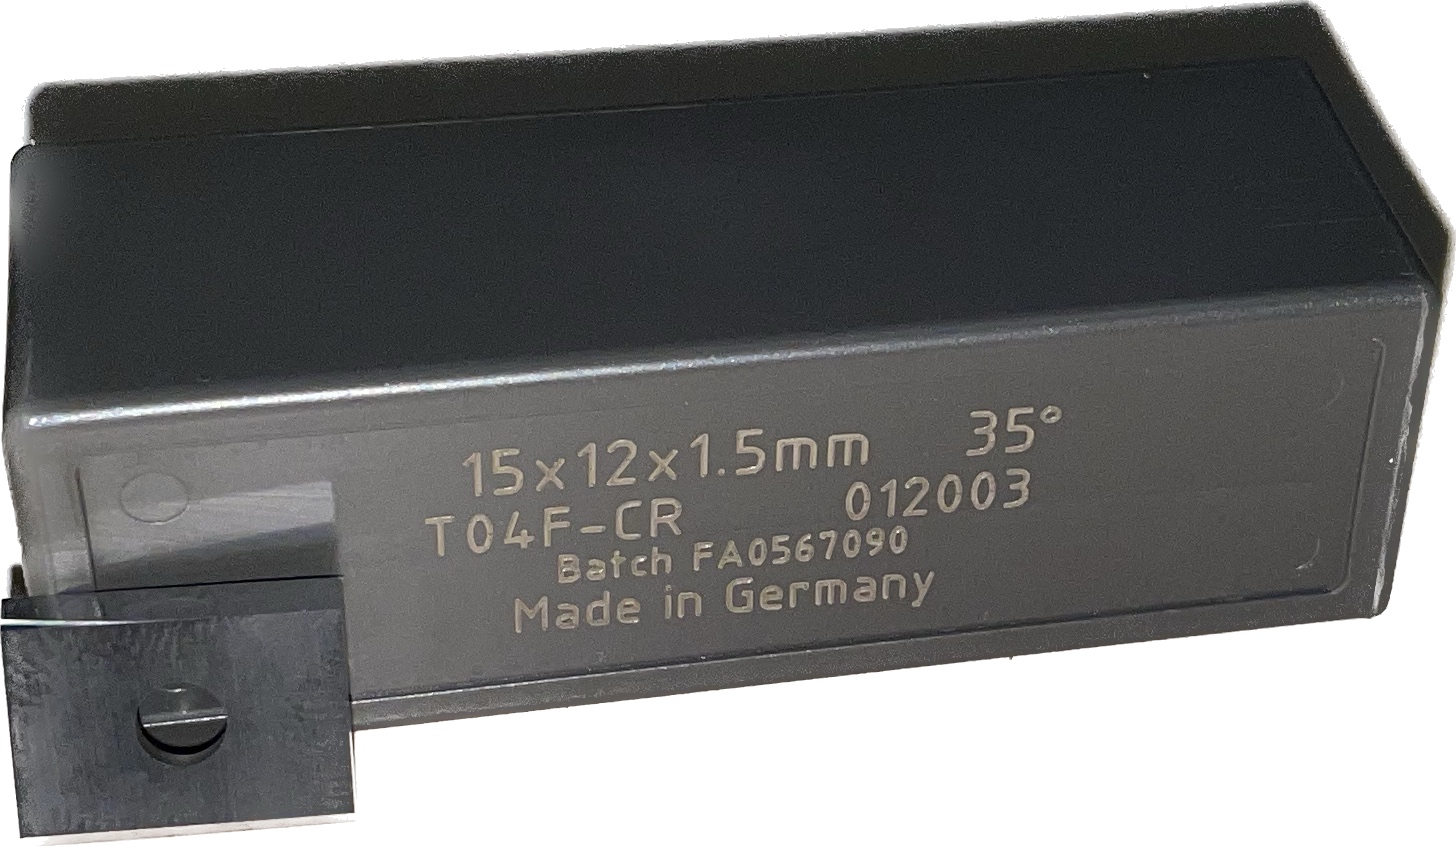 15x12x1.5mm 35°
T04F-CR 012003
Batch FA0567090
Made in Germany